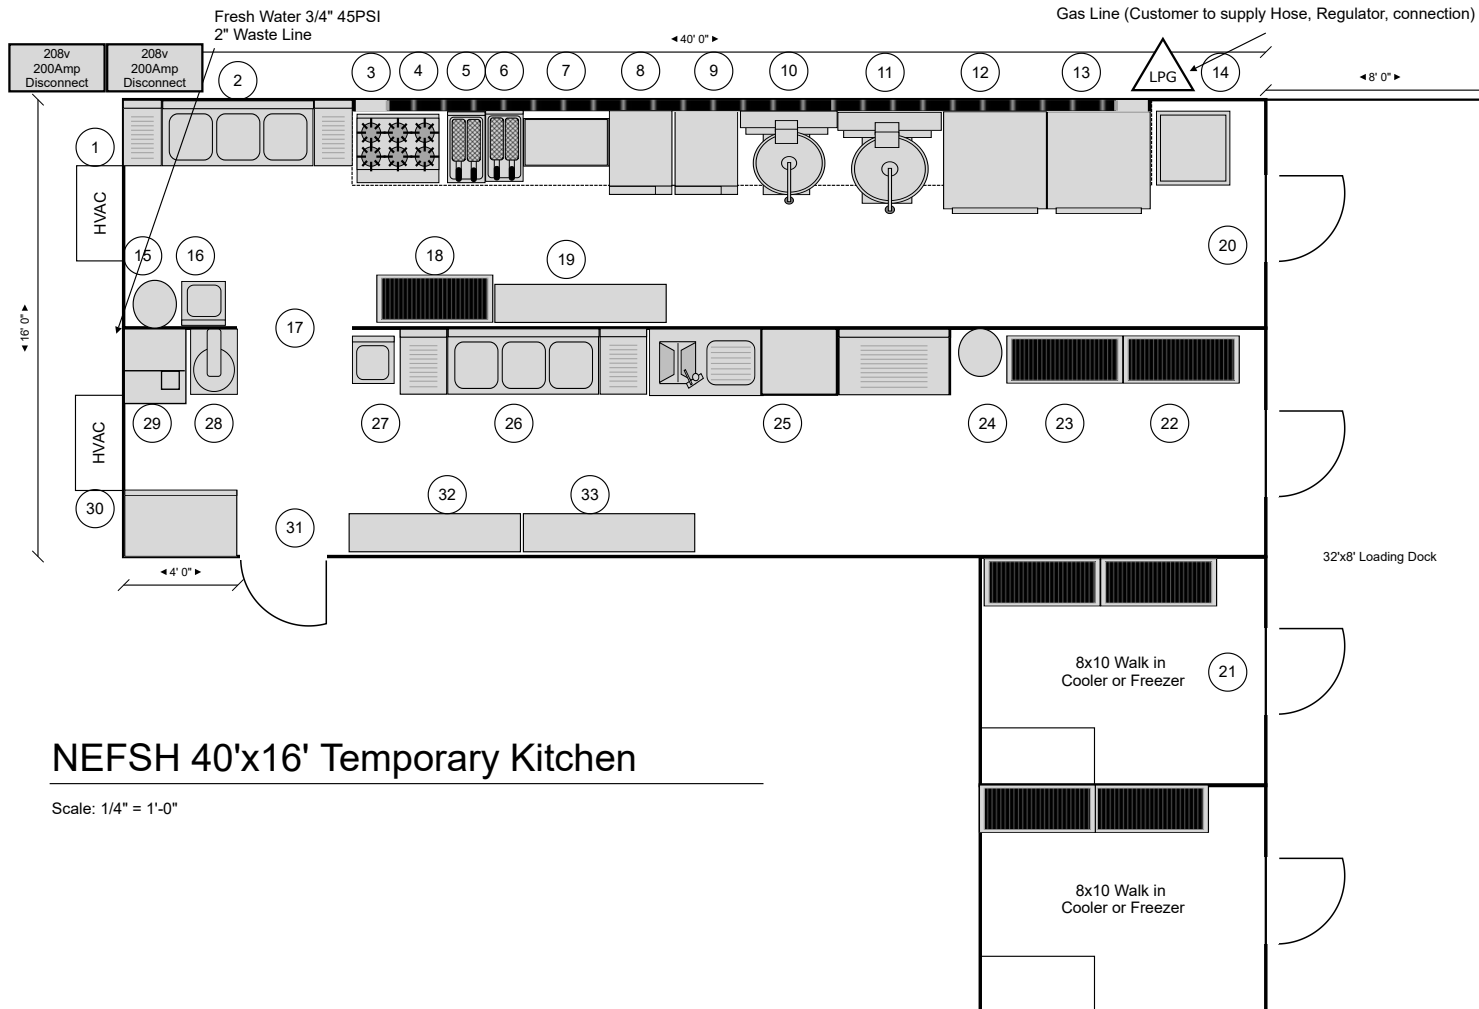 Fresh Water 3/4" 45PSI
2" Waste Line
Gas Line (Customer to supply Hose, Regulator, connection)
208v
200Amp
Disconnect
208v
200Amp
Disconnect
40' 0"
8' 0"
2
3
4
5
6
7
8
9
10
11
12
13
LPG
14
1
HVAC
15
16
18
19
20
16' 0"
17
29
28
27
26
25
24
23
22
HVAC
30
31
32
33
4' 0"
32'x8' Loading Dock
8x10 Walk in
Cooler or Freezer
21
NEFSH 40'x16' Temporary Kitchen
Scale: 1/4" = 1'-0"
8x10 Walk in
Cooler or Freezer